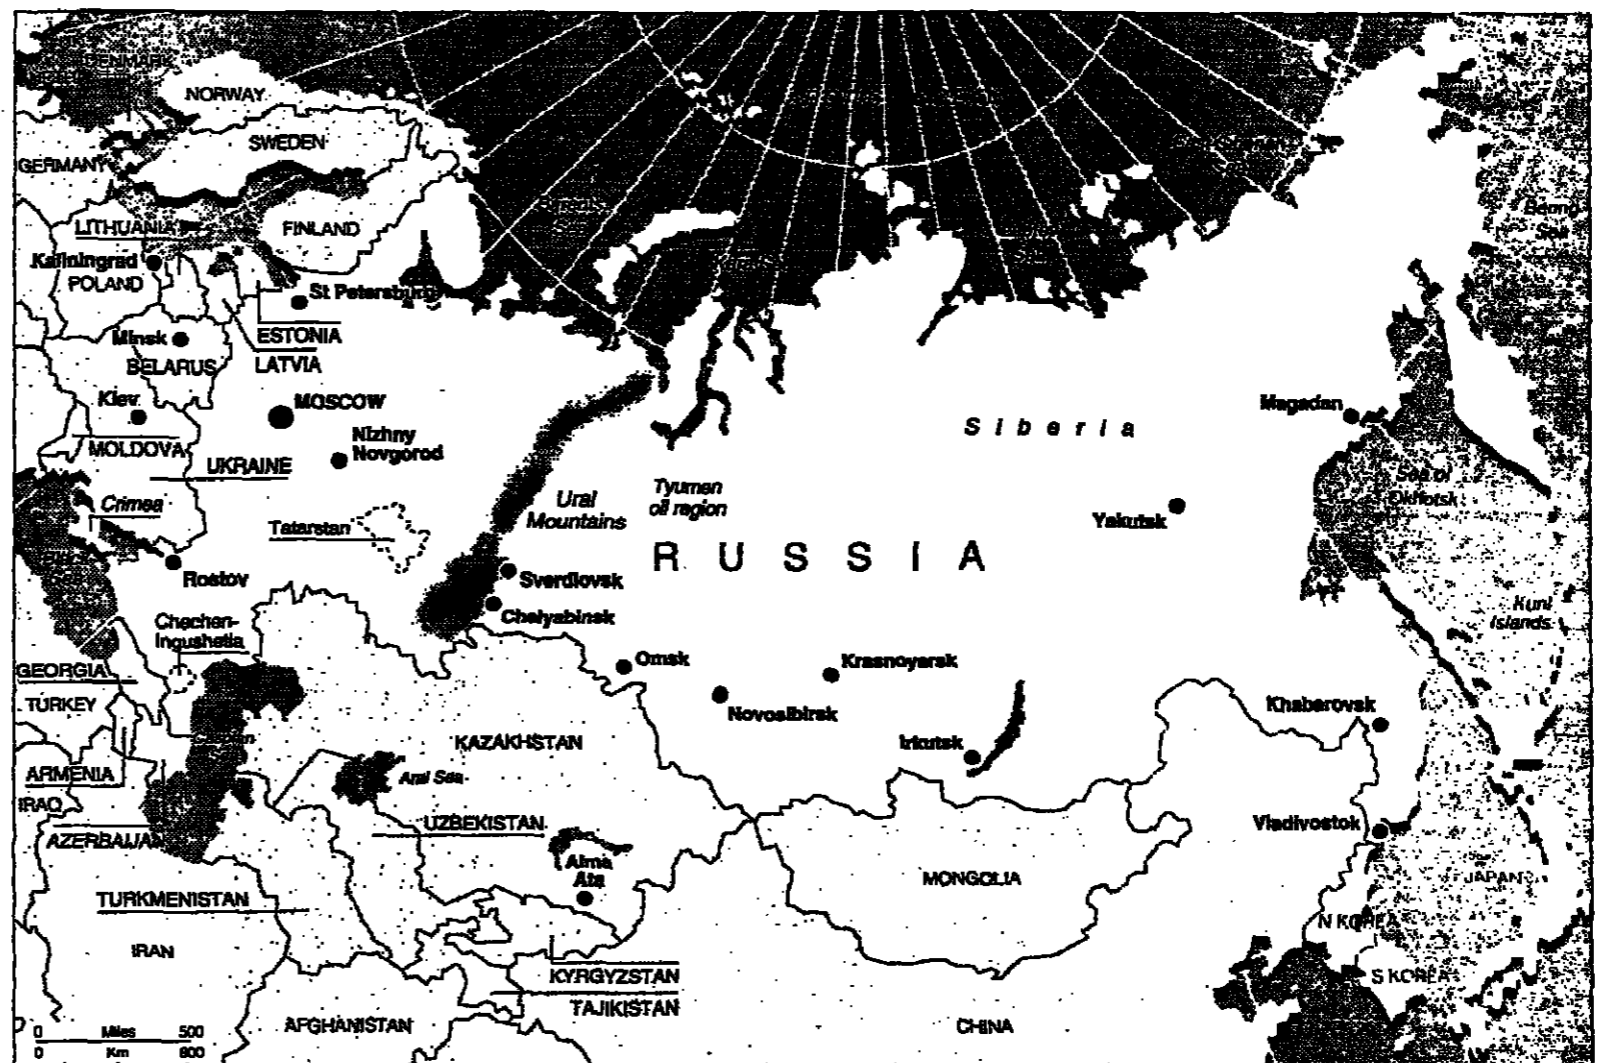 DENMARK
NORWAY
SWEDEN
GERMANY
LITHUANIA
FINLAND
Kaliningrad
POLAND
St Petersburg
Minsk
ESTONIA
BELARUS
LATVIA
Kiev
MOSCOW
Nizhny
Novgorod
MOLDOVA
UKRAINE
Crimea
Tatarstan
Ural
Mountains
Tyumen
oil region
Siberia
Magadan
Sea of
Okhotsk
Bering
Sea
Yakutsk
RUSSIA
Rostov
Sverdlovsk
Chelyabinsk
Chechen-
Ingushetia
Kuril
Islands
GEORGIA
TURKEY
Omsk
Krasnoyarsk
Novosibirsk
Khabarovsk
Irkutsk
KAZAKHSTAN
Aral Sea
ARMENIA
IRAQ
UZBEKISTAN
AZERBAIJAN
Vladivostok
Alma
Ata
MONGOLIA
JAPAN
TURKMENISTAN
N KOREA
IRAN
KYRGYZSTAN
S KOREA
TAJIKISTAN
AFGHANISTAN
CHINA
0 Miles 500
0 Km 800